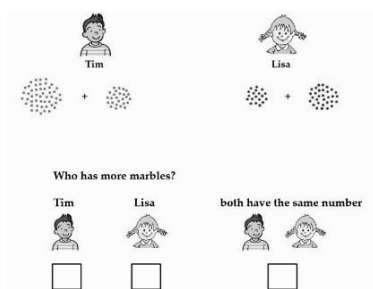 Tim Lisa
+ +
Who has more marbles?
Tim Lisa both have the same number